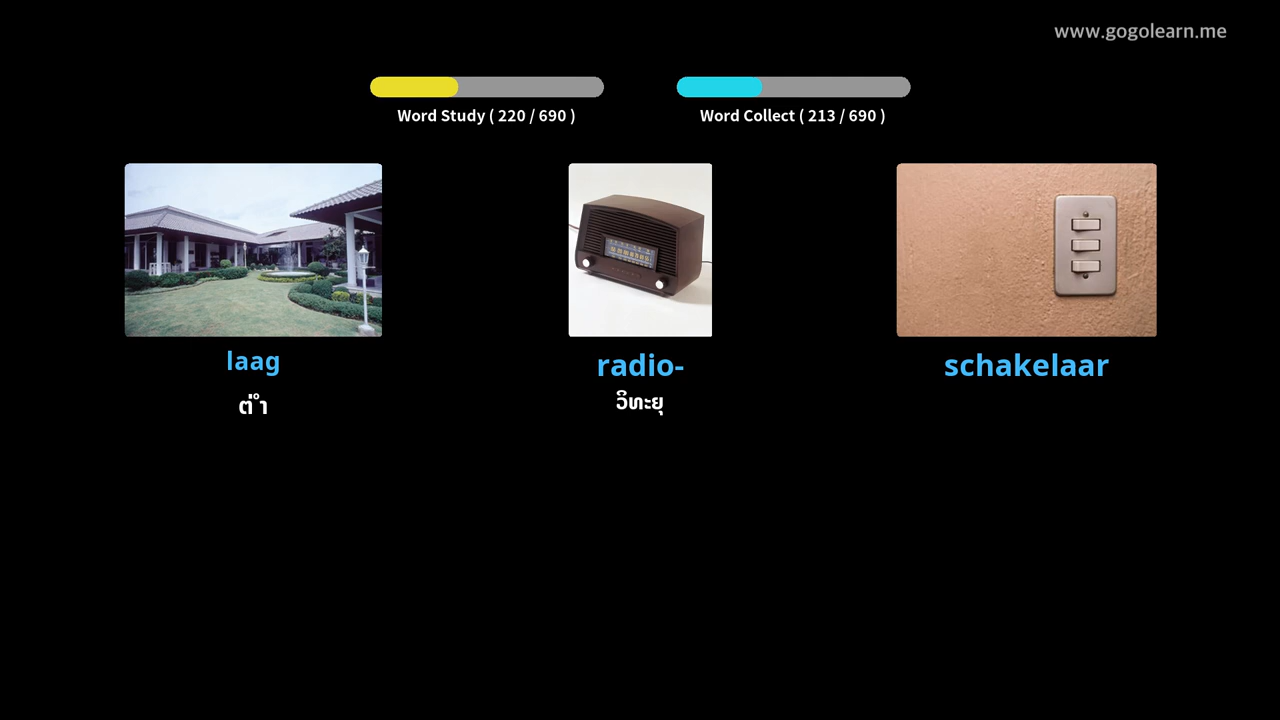 www.gogolearn.me
Word Study ( 220 / 690 )
Word Collect ( 213 / 690 )
laag
radio-
schakelaar
ຕ່ຳ
ວິທະຍຸ